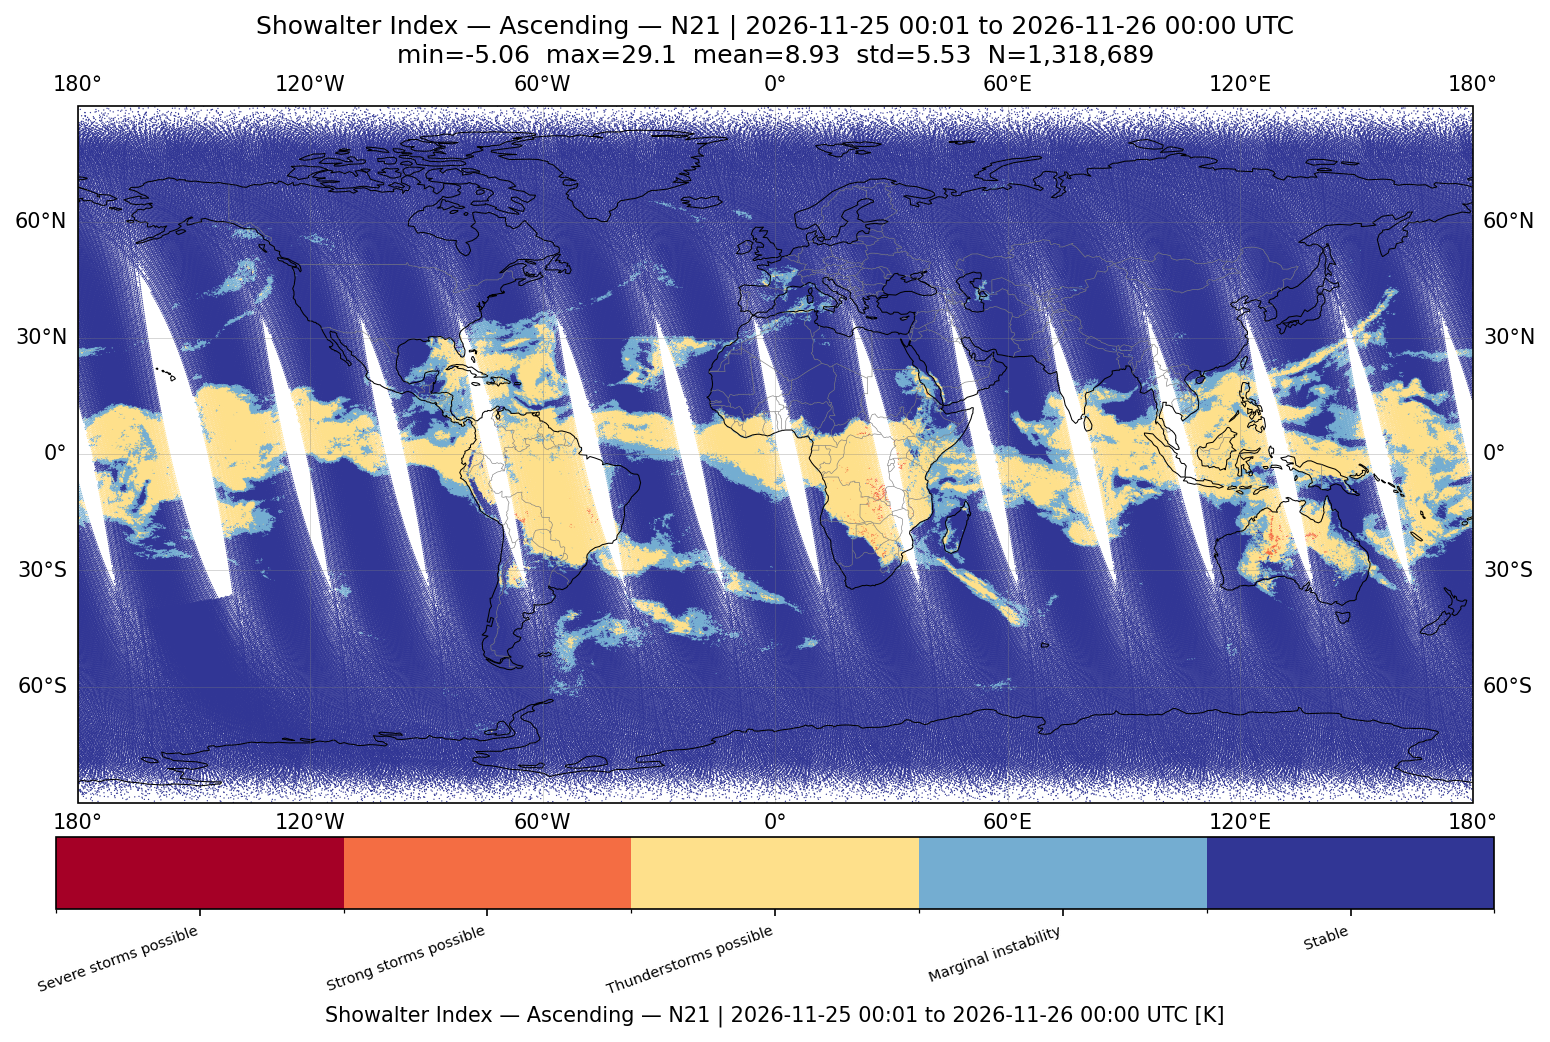 Showalter Index — Ascending — N21 | 2026-11-25 00:01 to 2026-11-26 00:00 UTC
min=-5.06 max=29.1 mean=8.93 std=5.53 N=1,318,689
180° 120°W 60°W 0° 60°E 120°E 180°
60°N 60°N
30°N 30°N
0° 0°
30°S 30°S
60°S 60°S
180° 120°W 60°W 0° 60°E 120°E 180°
Severe storms possible Strong storms possible Thunderstorms possible Marginal instability Stable
Showalter Index — Ascending — N21 | 2026-11-25 00:01 to 2026-11-26 00:00 UTC [K]